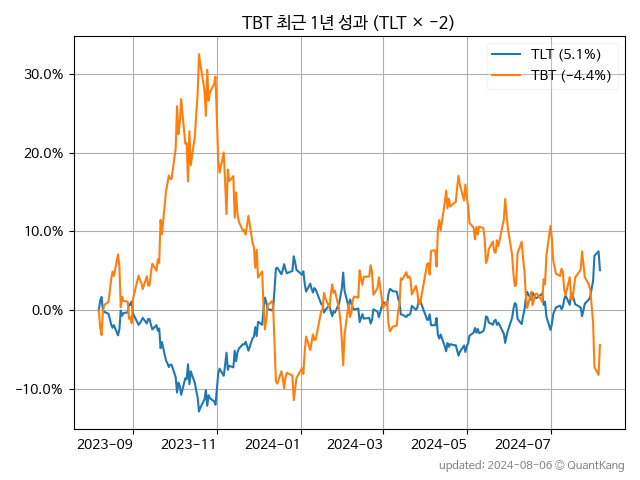 TBT 최근 1년 성과 (TLT × −2)
TLT (5.1%)
TBT (−4.4%)
30.0%
20.0%
10.0%
0.0%
−10.0%
2023-09 2023-11 2024-01 2024-03 2024-05 2024-07
updated: 2024-08-06 © QuantKang